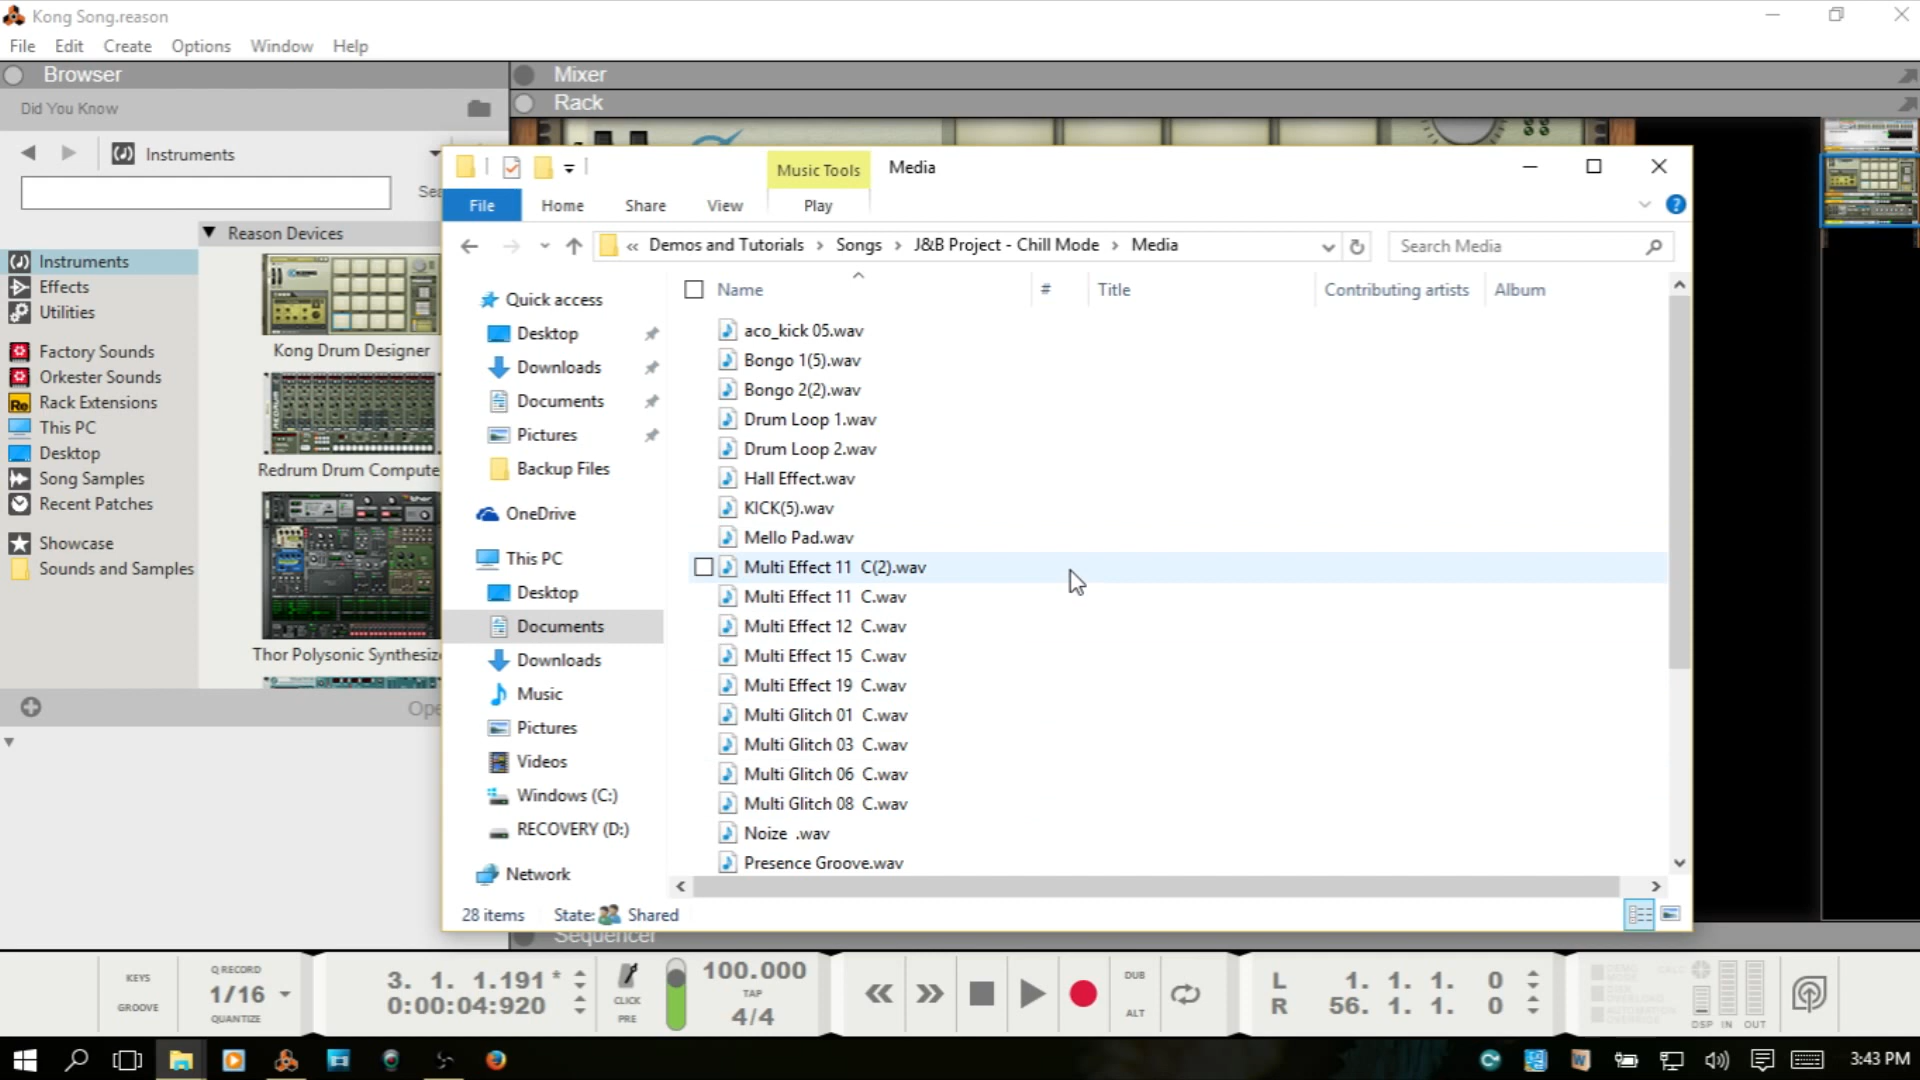 Kong Song.reason
File Edit Create Options Window Help
Browser
Mixer
Did You Know
Rack
Instruments
Music Tools
Media
File Home Share View Play
« Demos and Tutorials › Songs › J&B Project - Chill Mode › Media
Search Media
Reason Devices
Instruments
Effects
Utilities
Factory Sounds
Orkester Sounds
Rack Extensions
This PC
Desktop
Song Samples
Recent Patches
Showcase
Sounds and Samples
Kong Drum Designer
Redrum Drum Compute
Thor Polysonic Synthesiz
Quick access
Desktop
Downloads
Documents
Pictures
Backup Files
OneDrive
This PC
Desktop
Documents
Downloads
Music
Pictures
Videos
Windows (C:)
RECOVERY (D:)
Network
Name # Title Contributing artists Album
aco_kick 05.wav
Bongo 1(5).wav
Bongo 2(2).wav
Drum Loop 1.wav
Drum Loop 2.wav
Hall Effect.wav
KICK(5).wav
Mello Pad.wav
Multi Effect 11 C(2).wav
Multi Effect 11 C.wav
Multi Effect 12 C.wav
Multi Effect 15 C.wav
Multi Effect 19 C.wav
Multi Glitch 01 C.wav
Multi Glitch 03 C.wav
Multi Glitch 06 C.wav
Multi Glitch 08 C.wav
Noize .wav
Presence Groove.wav
28 items State: Shared
Sequencer
KEYS
GROOVE
Q RECORD
1/16
QUANTIZE
3. 1. 1.191 *
0:00:04:920
CLICK
PRE
100.000
TAP
4/4
DUB
ALT
L 1. 1. 1. 0
R 56. 1. 1. 0
DEMO MODE
CALC
DISK OVERLOAD
AUTOMATION OVERRIDE
DSP IN OUT
3:43 PM